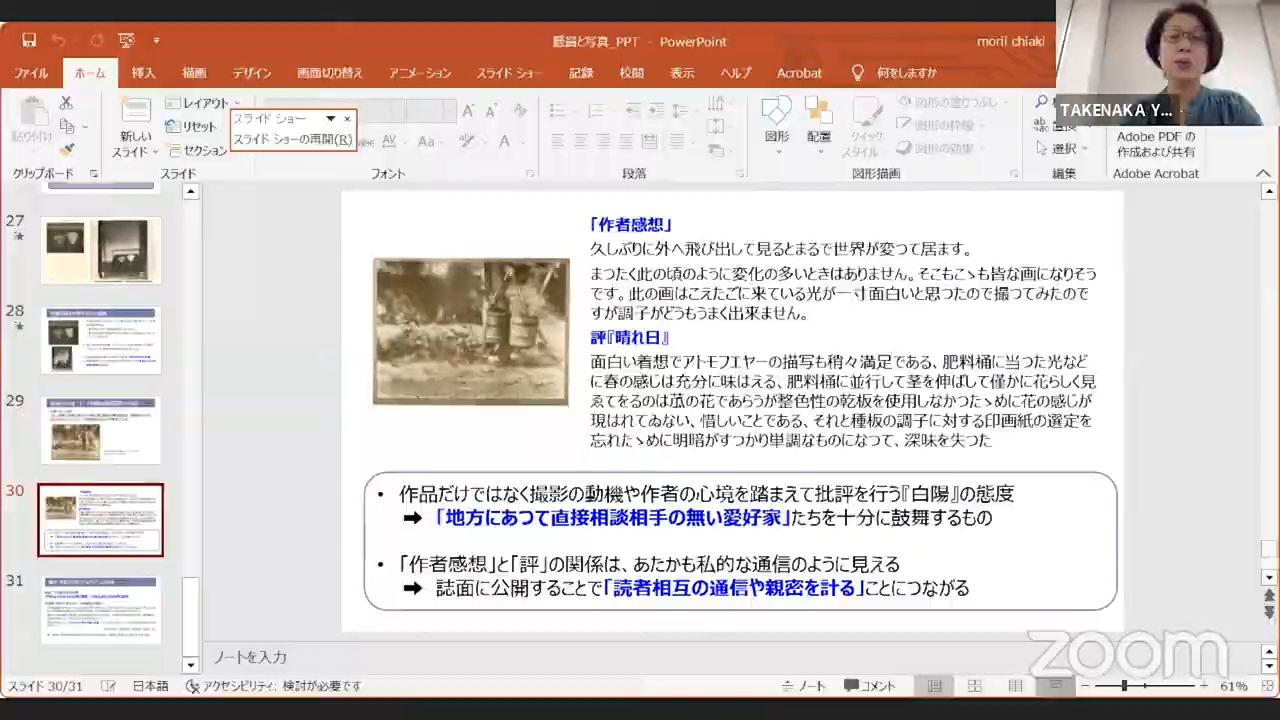 懸賞と写真_PPT - PowerPoint
morii chiaki
ファイル ホーム 挿入 描画 デザイン 画面切り替え アニメーション スライド ショー 記録 校閲 表示 ヘルプ Acrobat 何をしますか
TAKENAKA Y...
貼り付け
新しい
スライド
レイアウト
リセット
セクション
スライド ショー
スライド ショーの再開(R)
図形
配置
クイック
スタイル
図形の塗りつぶし
図形の枠線
図形の効果
置換
選択
Adobe PDF の
作成および共有
クリップボード スライド フォント 段落 図形描画 編集 Adobe Acrobat
27
28
29
30
31
「作者感想」
久しぶりに外へ飛び出して見るとまるで世界が変つて居ます。
まつたく此の頃のように変化の多いときはありません。そこもこゝも皆な画になりそう
です。此の画はこえたごに来ている光が一寸面白いと思つたので撮つてみたので
すが調子がどうもうまく出来ません。
評『晴れ日』
面白い着想でアトモフエヤーの描写も稍々満足である、肥料桶に当つた光など
に春の感じは充分に味はえる、肥料桶に並行して茎を伸ばして僅かに花らしく見
ゑてをるのは の花であろうが整色性の乾板を使用しなかつたゝめに花の感じが
現はれてゐない、惜しいことである、それと種板の調子に対する印画紙の選定を
忘れたゝめに明暗がすつかり単調なものになつて、深味を失つた
• 作品だけではなく撮影の動機や作者の心境を踏まえて批評を行う『白陽』の態度
➡ 「地方にあつて直接相談相手の無い愛好家」たちを十分に鼓舞するもの
• 「作者感想」と「評」の関係は、あたかも私的な通信のように見える
➡ 誌面に公開することで「読者相互の通信や親密を計る」ことにつながる
ノートを入力
zoom
スライド 30/31 日本語 アクセシビリティ: 検討が必要です ノート コメント 61%